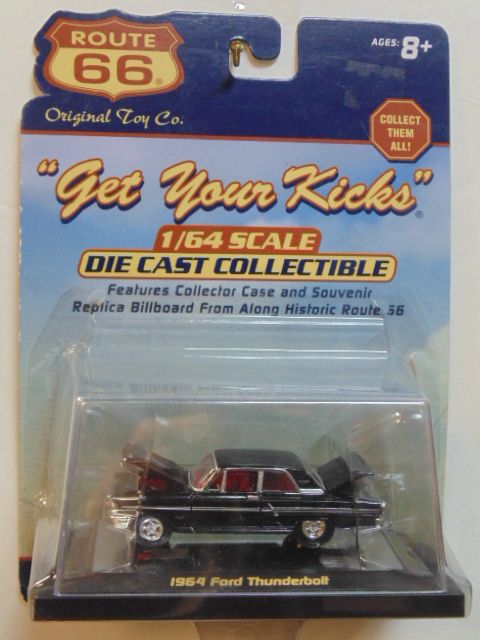 ROUTE
66®
Original Toy Co.
AGES: 8+
COLLECT
THEM
ALL!
"Get Your Kicks"®
1/64 SCALE
DIE CAST COLLECTIBLE
Features Collector Case and Souvenir
Replica Billboard From Along Historic Route 66
1964 Ford Thunderbolt